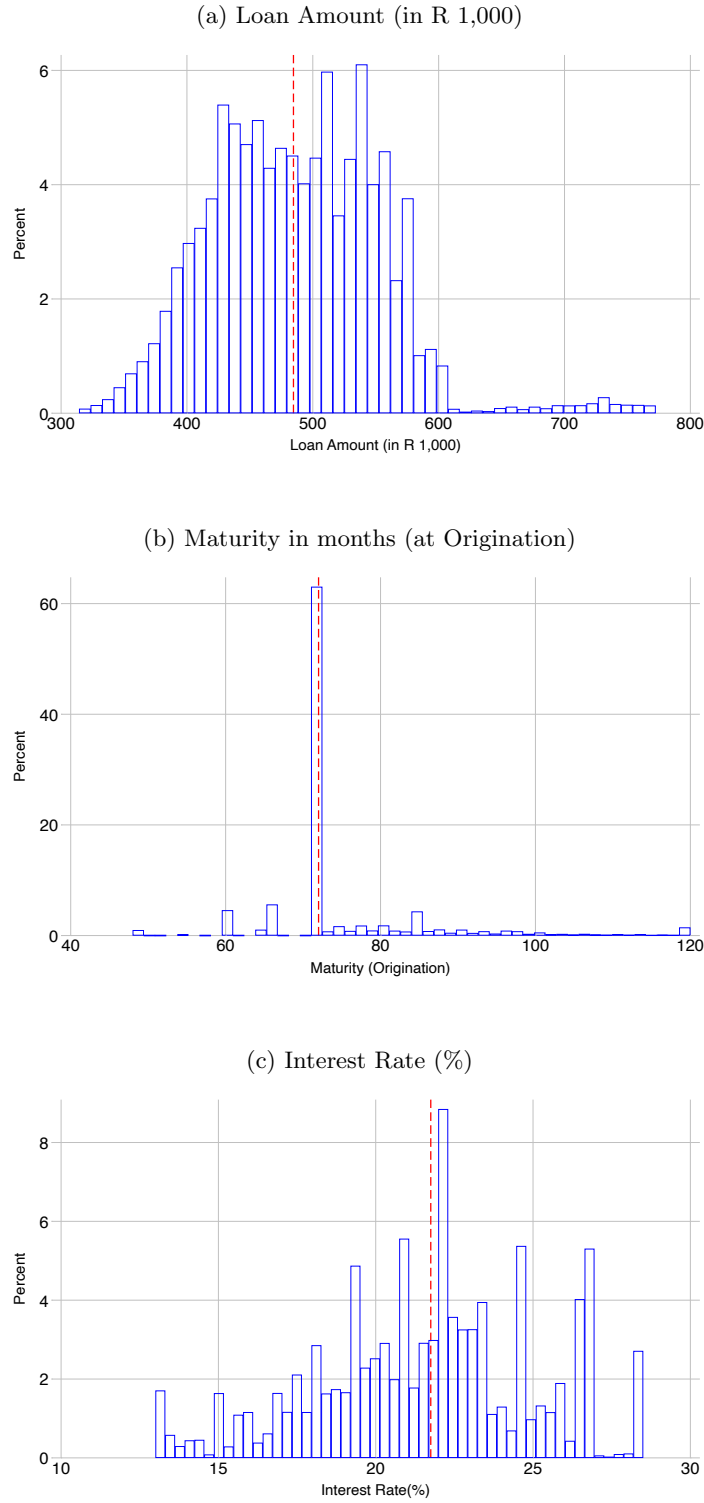 (a) Loan Amount (in R 1,000)
6
4
2
0
Percent
300 400 500 600 700 800
Loan Amount (in R 1,000)
(b) Maturity in months (at Origination)
60
40
20
0
Percent
40 60 80 100 120
Maturity (Origination)
(c) Interest Rate (%)
8
6
4
2
0
Percent
10 15 20 25 30
Interest Rate(%)